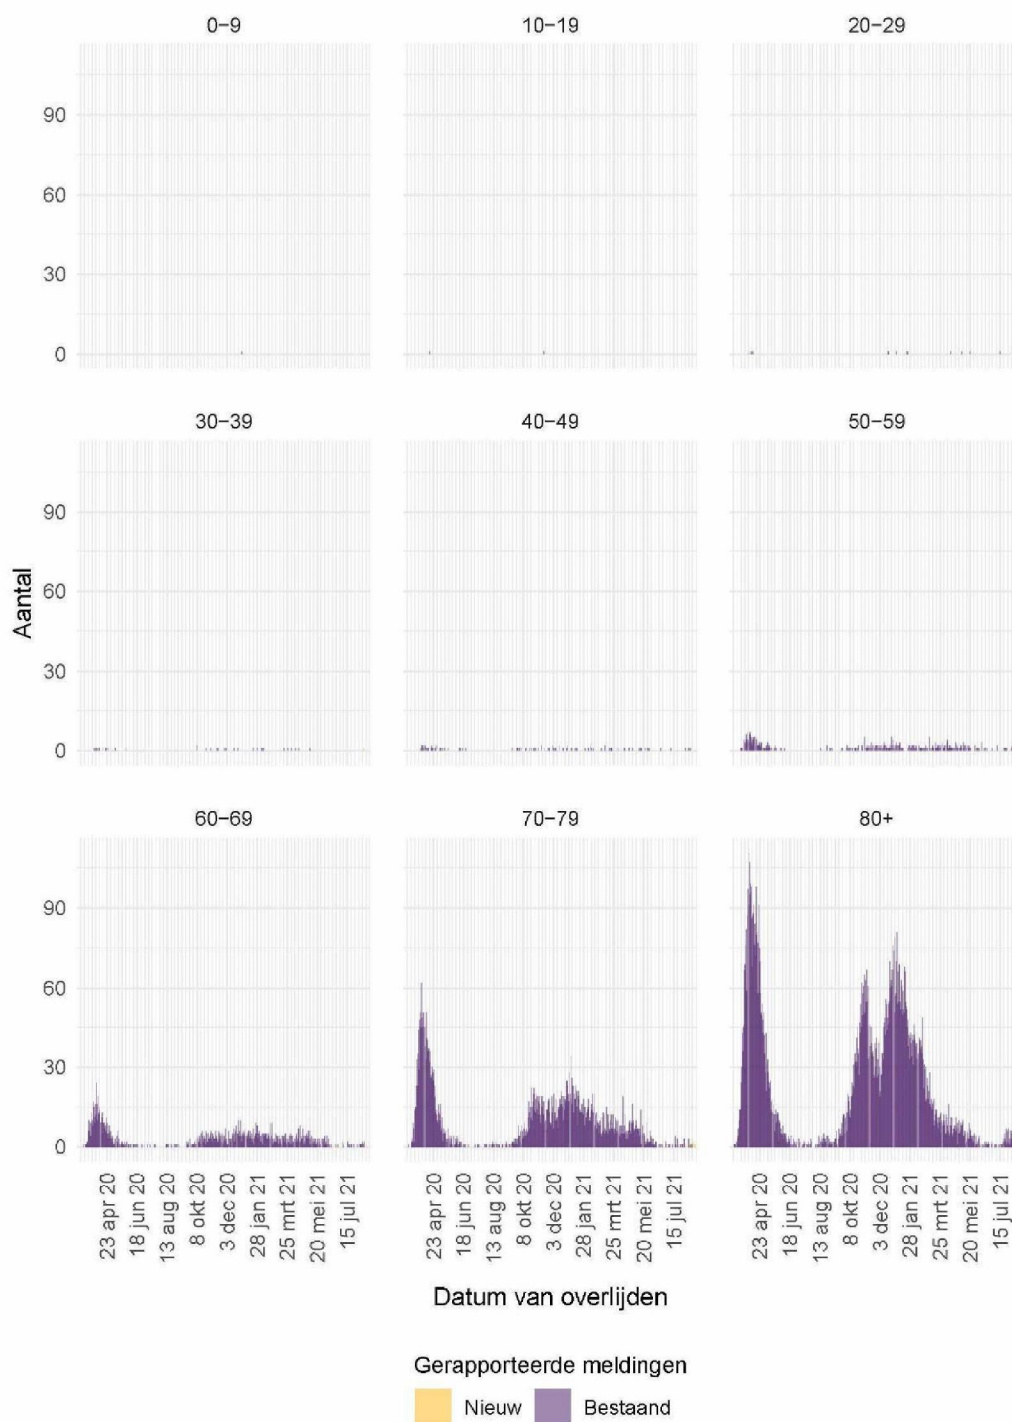 0−9 10−19 20−29
90
60
30
0
30−39 40−49 50−59
90
60
30
0
Aantal
60−69 70−79 80+
90
60
30
0
23 apr 20 18 jun 20 13 aug 20 8 okt 20 3 dec 20 28 jan 21 25 mrt 21 20 mei 21 15 jul 21 23 apr 20 18 jun 20 13 aug 20 8 okt 20 3 dec 20 28 jan 21 25 mrt 21 20 mei 21 15 jul 21 23 apr 20 18 jun 20 13 aug 20 8 okt 20 3 dec 20 28 jan 21 25 mrt 21 20 mei 21 15 jul 21
Datum van overlijden
Gerapporteerde meldingen
Nieuw Bestaand